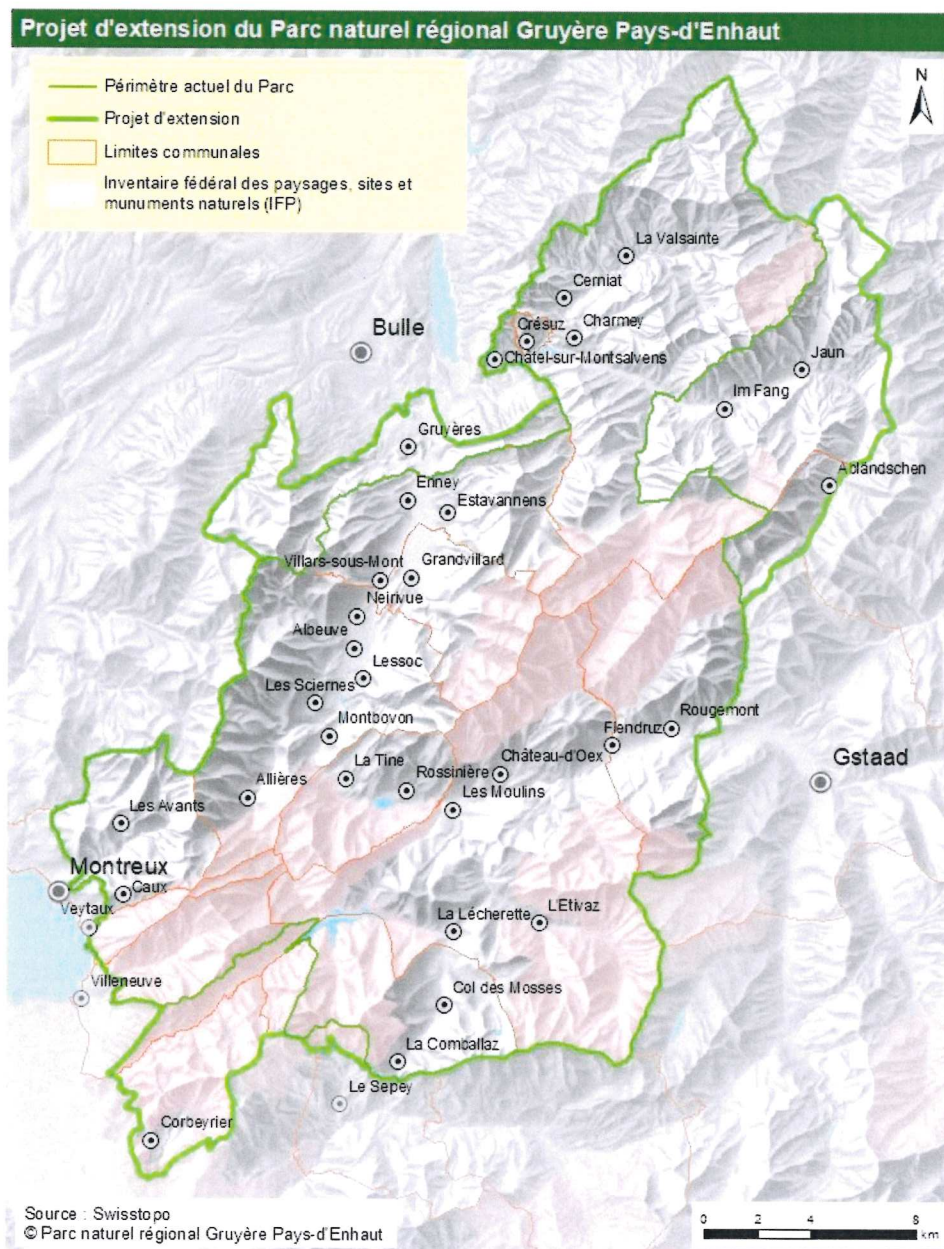 Projet d'extension du Parc naturel régional Gruyère Pays-d'Enhaut
Périmètre actuel du Parc
Projet d'extension
Limites communales
Inventaire fédéral des paysages, sites et
munuments naturels (IFP)
N
La Valsainte
Cerniat
Bulle
Crésuz
Charmey
Châtel-sur-Montsalvens
Jaun
Im Fang
Gruyères
Abländschen
Enney
Estavannens
Villars-sous-Mont
Grandvillard
Neirivue
Albeuve
Lessoc
Les Sciernes
Montbovon
Rougemont
Flendruz
Château-d'Oex
La Tine
Rossinière
Gstaad
Allières
Les Moulins
Les Avants
Montreux
Caux
Veytaux
La Lécherette
L'Etivaz
Villeneuve
Col des Mosses
La Comballaz
Le Sepey
Corbeyrier
Source : Swisstopo
© Parc naturel régional Gruyère Pays-d'Enhaut
0 2 4 8
km